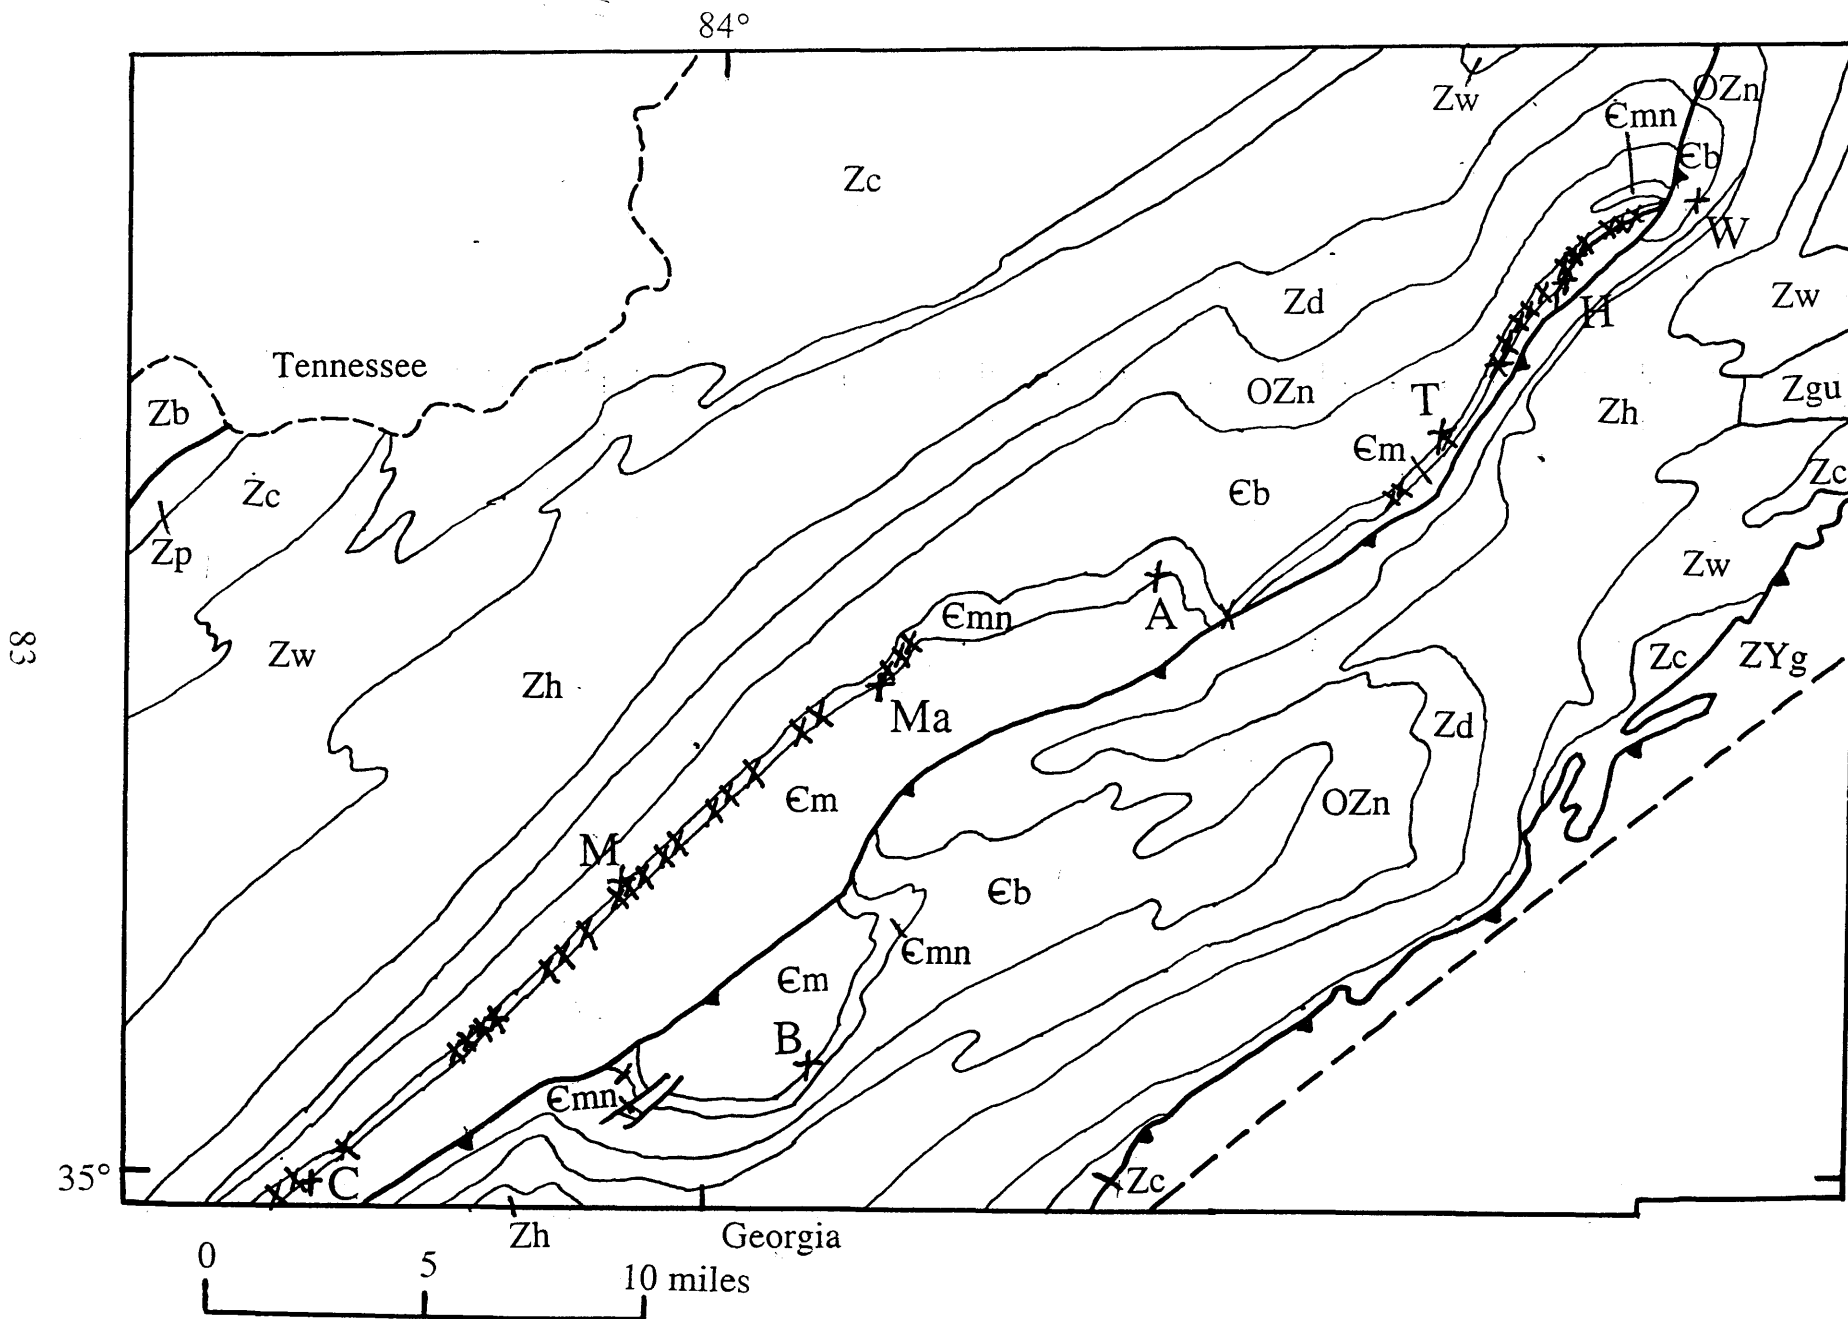 84°
OZn
Zw
Єmn
Єb
Zc
W
Zd
Zw
H
Tennessee
OZn
Zgu
Zb
T
Zh
Єm
Zc
Zc
Єb
Zp
Zw
Єmn
A
83
Zw
Zc
ZYg
Zh
Ma
Zd
Єm
OZn
M
Єb
Єmn
Єm
B
Єmn
35°
C
Zc
Zh
Georgia
0
5
10 miles